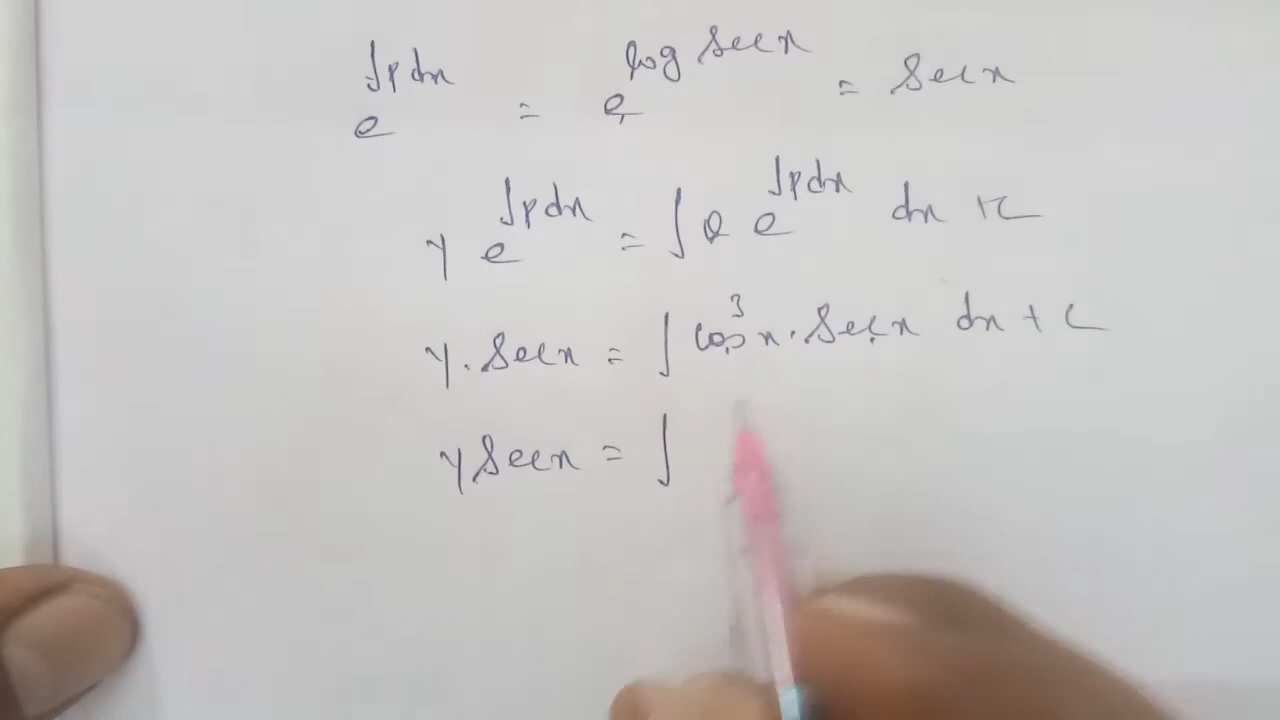 e^∫pdx = e^log secx = Secx
y e^∫pdx = ∫ Q e^∫pdx dx + c
y . Secx = ∫ cos³x . Secx dx + c
y Secx = ∫